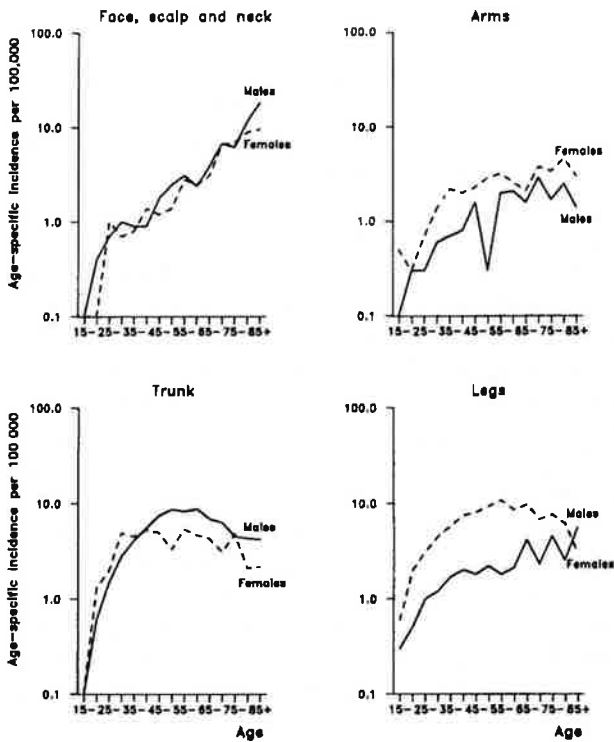 Face, scalp and neck
Age-specific incidence per 100,000
100.0
10.0
1.0
0.1
Males
Females
15-25-35-45-55-65-75-85+
Arms
100.0
10.0
1.0
0.1
Females
Males
15-25-35-45-55-65-75-85+
Trunk
Age-specific incidence per 100 000
100.0
10.0
1.0
0.1
Males
Females
15-25-35-45-55-65-75-85+
Age
Legs
100.0
10.0
1.0
0.1
Males
Females
15-25-35-45-55-65-75-85+
Age